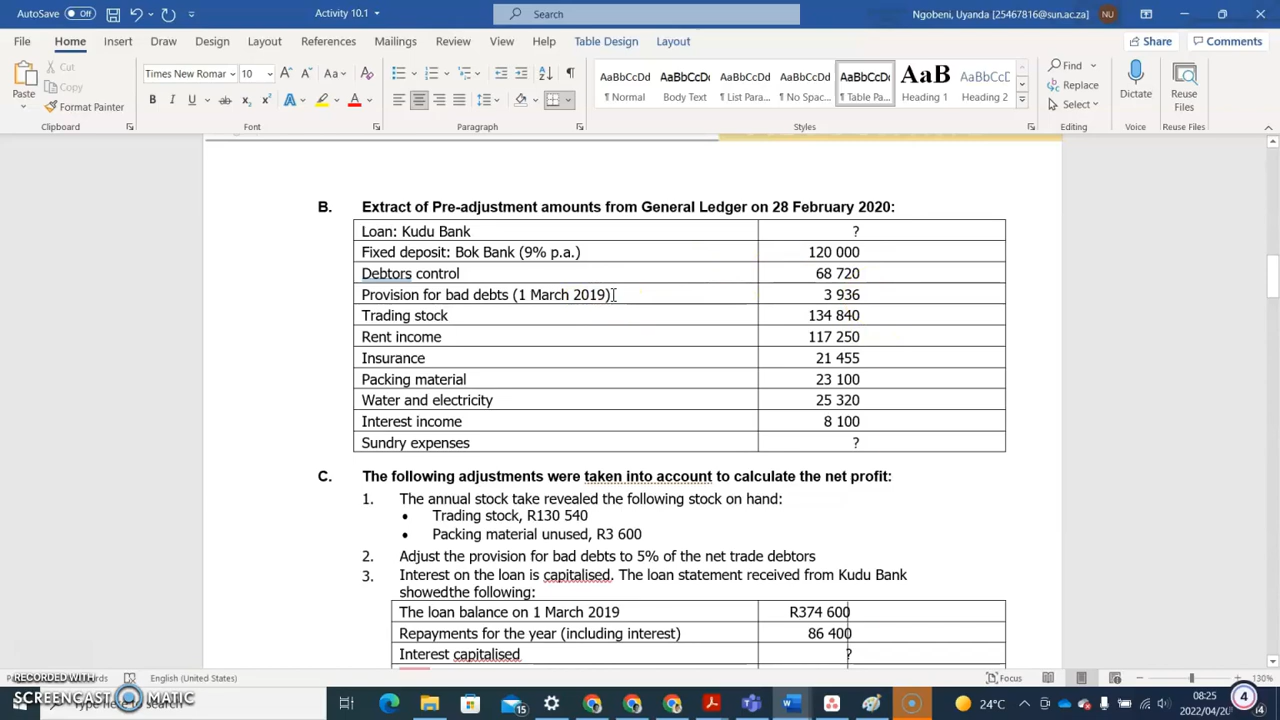 AutoSave Off Activity 10.1 Search Ngobeni, Uyanda (25467816@sun.ac.za) NU
File Home Insert Draw Design Layout References Mailings Review View Help Table Design Layout Share Comments
Paste Cut Copy Format Painter
Times New Romar 10
AaBbCcDd AaBbCcDc AaBbCcDd AaBbCcDd AaBbCcDc AaB AaBbCcDd
¶ Normal Body Text ¶ List Para... ¶ No Spac... ¶ Table Pa... Heading 1 Heading 2
Find Replace Select Dictate Reuse Files
Clipboard Font Paragraph Styles Editing Voice Reuse Files
B. Extract of Pre-adjustment amounts from General Ledger on 28 February 2020:
Loan: Kudu Bank ?
Fixed deposit: Bok Bank (9% p.a.) 120 000
Debtors control 68 720
Provision for bad debts (1 March 2019) 3 936
Trading stock 134 840
Rent income 117 250
Insurance 21 455
Packing material 23 100
Water and electricity 25 320
Interest income 8 100
Sundry expenses ?
C. The following adjustments were taken into account to calculate the net profit:
1. The annual stock take revealed the following stock on hand:
• Trading stock, R130 540
• Packing material unused, R3 600
2. Adjust the provision for bad debts to 5% of the net trade debtors
3. Interest on the loan is capitalised. The loan statement received from Kudu Bank
showedthe following:
The loan balance on 1 March 2019 R374 600
Repayments for the year (including interest) 86 400
Interest capitalised ?
English (United States) Focus 130%
RECORDED WITH
SCREENCAST MATIC
15 24°C 08:25
2022/04/20 4